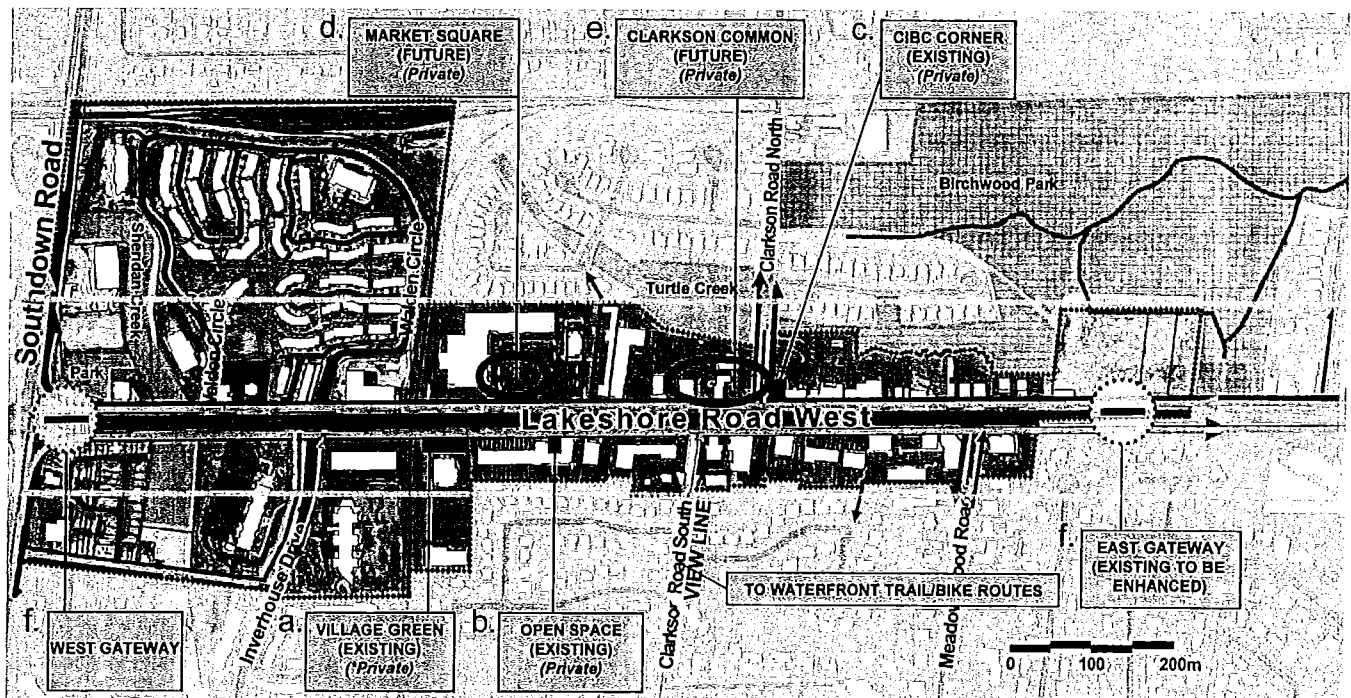 d.
MARKET SQUARE
(FUTURE)
(Private)
e.
CLARKSON COMMON
(FUTURE)
(Private)
c.
CIBC CORNER
(EXISTING)
(Private)
Southdown Road
Sheridan Creek
Walden Circle
Walden Circle
Park
Turtle Creek
Clarkson Road North
Birchwood Park
Lakeshore Road West
Inverhouse Drive
Clarkson Road South
VIEW LINE
TO WATERFRONT TRAIL/BIKE ROUTES
f.
WEST GATEWAY
a.
VILLAGE GREEN
(EXISTING)
(*Private)
b.
OPEN SPACE
(EXISTING)
(Private)
f.
EAST GATEWAY
(EXISTING TO BE
ENHANCED)
0 100 200m